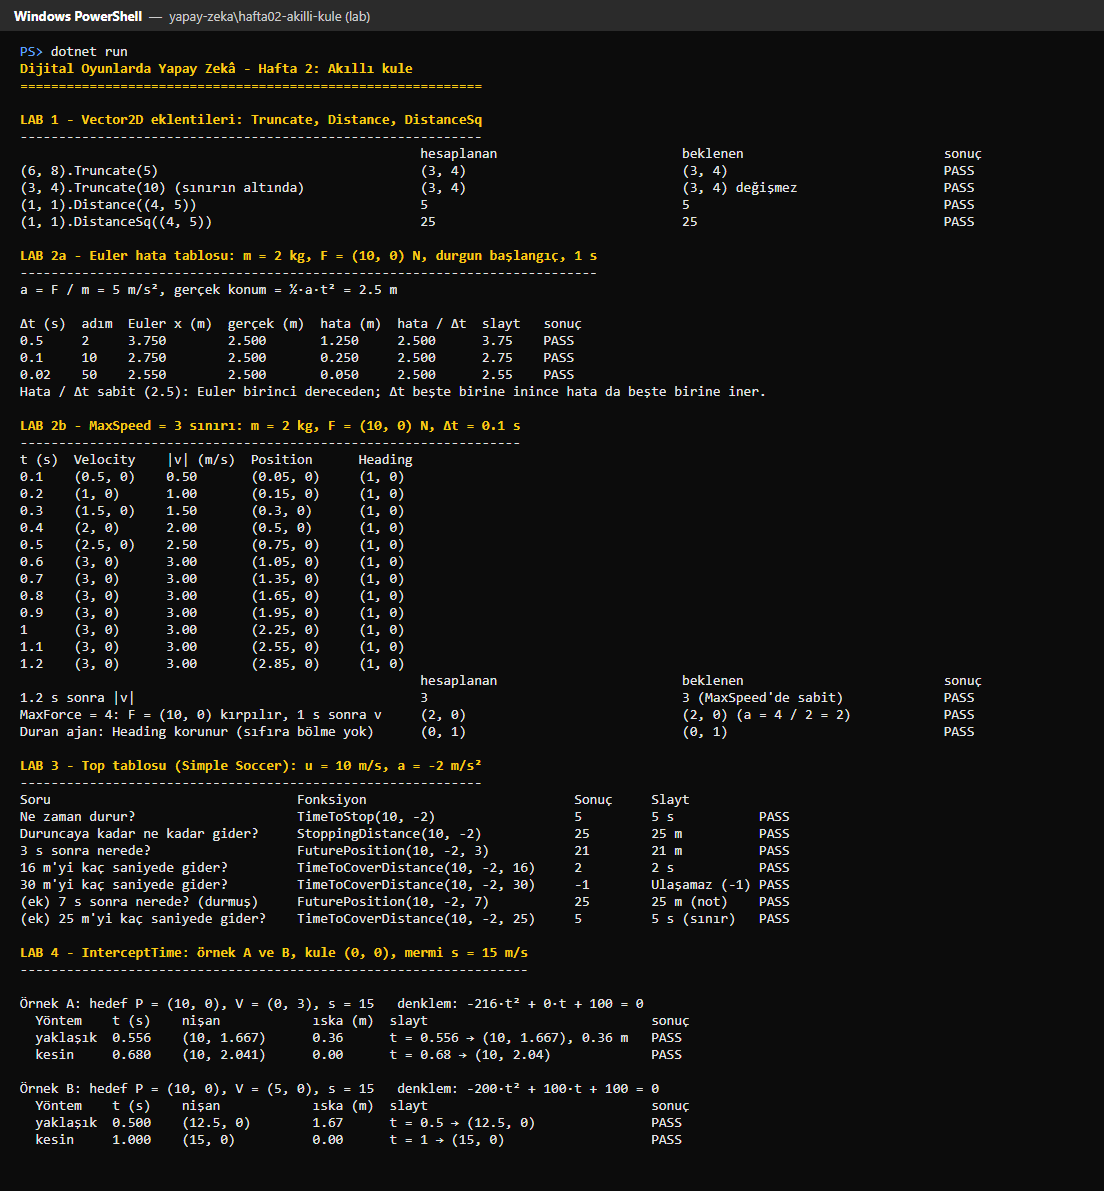 Windows PowerShell — yapay-zeka\hafta02-akilli-kule (lab)
PS> dotnet run
Dijital Oyunlarda Yapay Zekâ - Hafta 2: Akıllı kule
============================================================
LAB 1 - Vector2D eklentileri: Truncate, Distance, DistanceSq
------------------------------------------------------------
hesaplanan beklenen sonuç
(6, 8).Truncate(5) (3, 4) (3, 4) PASS
(3, 4).Truncate(10) (sınırın altında) (3, 4) (3, 4) değişmez PASS
(1, 1).Distance((4, 5)) 5 5 PASS
(1, 1).DistanceSq((4, 5)) 25 25 PASS
LAB 2a - Euler hata tablosu: m = 2 kg, F = (10, 0) N, durgun başlangıç, 1 s
---------------------------------------------------------------------------
a = F / m = 5 m/s², gerçek konum = ½·a·t² = 2.5 m
Δt (s) adım Euler x (m) gerçek (m) hata (m) hata / Δt slayt sonuç
0.5 2 3.750 2.500 1.250 2.500 3.75 PASS
0.1 10 2.750 2.500 0.250 2.500 2.75 PASS
0.02 50 2.550 2.500 0.050 2.500 2.55 PASS
Hata / Δt sabit (2.5): Euler birinci dereceden; Δt beşte birine inince hata da beşte birine iner.
LAB 2b - MaxSpeed = 3 sınırı: m = 2 kg, F = (10, 0) N, Δt = 0.1 s
-----------------------------------------------------------------
t (s) Velocity |v| (m/s) Position Heading
0.1 (0.5, 0) 0.50 (0.05, 0) (1, 0)
0.2 (1, 0) 1.00 (0.15, 0) (1, 0)
0.3 (1.5, 0) 1.50 (0.3, 0) (1, 0)
0.4 (2, 0) 2.00 (0.5, 0) (1, 0)
0.5 (2.5, 0) 2.50 (0.75, 0) (1, 0)
0.6 (3, 0) 3.00 (1.05, 0) (1, 0)
0.7 (3, 0) 3.00 (1.35, 0) (1, 0)
0.8 (3, 0) 3.00 (1.65, 0) (1, 0)
0.9 (3, 0) 3.00 (1.95, 0) (1, 0)
1 (3, 0) 3.00 (2.25, 0) (1, 0)
1.1 (3, 0) 3.00 (2.55, 0) (1, 0)
1.2 (3, 0) 3.00 (2.85, 0) (1, 0)
hesaplanan beklenen sonuç
1.2 s sonra |v| 3 3 (MaxSpeed'de sabit) PASS
MaxForce = 4: F = (10, 0) kırpılır, 1 s sonra v (2, 0) (2, 0) (a = 4 / 2 = 2) PASS
Duran ajan: Heading korunur (sıfıra bölme yok) (0, 1) (0, 1) PASS
LAB 3 - Top tablosu (Simple Soccer): u = 10 m/s, a = -2 m/s²
------------------------------------------------------------
Soru Fonksiyon Sonuç Slayt
Ne zaman durur? TimeToStop(10, -2) 5 5 s PASS
Duruncaya kadar ne kadar gider? StoppingDistance(10, -2) 25 25 m PASS
3 s sonra nerede? FuturePosition(10, -2, 3) 21 21 m PASS
16 m'yi kaç saniyede gider? TimeToCoverDistance(10, -2, 16) 2 2 s PASS
30 m'yi kaç saniyede gider? TimeToCoverDistance(10, -2, 30) -1 Ulaşamaz (-1) PASS
(ek) 7 s sonra nerede? (durmuş) FuturePosition(10, -2, 7) 25 25 m (not) PASS
(ek) 25 m'yi kaç saniyede gider? TimeToCoverDistance(10, -2, 25) 5 5 s (sınır) PASS
LAB 4 - InterceptTime: örnek A ve B, kule (0, 0), mermi s = 15 m/s
------------------------------------------------------------------
Örnek A: hedef P = (10, 0), V = (0, 3), s = 15 denklem: -216·t² + 0·t + 100 = 0
Yöntem t (s) nişan ıska (m) slayt sonuç
yaklaşık 0.556 (10, 1.667) 0.36 t = 0.556 → (10, 1.667), 0.36 m PASS
kesin 0.680 (10, 2.041) 0.00 t = 0.68 → (10, 2.04) PASS
Örnek B: hedef P = (10, 0), V = (5, 0), s = 15 denklem: -200·t² + 100·t + 100 = 0
Yöntem t (s) nişan ıska (m) slayt sonuç
yaklaşık 0.500 (12.5, 0) 1.67 t = 0.5 → (12.5, 0) PASS
kesin 1.000 (15, 0) 0.00 t = 1 → (15, 0) PASS